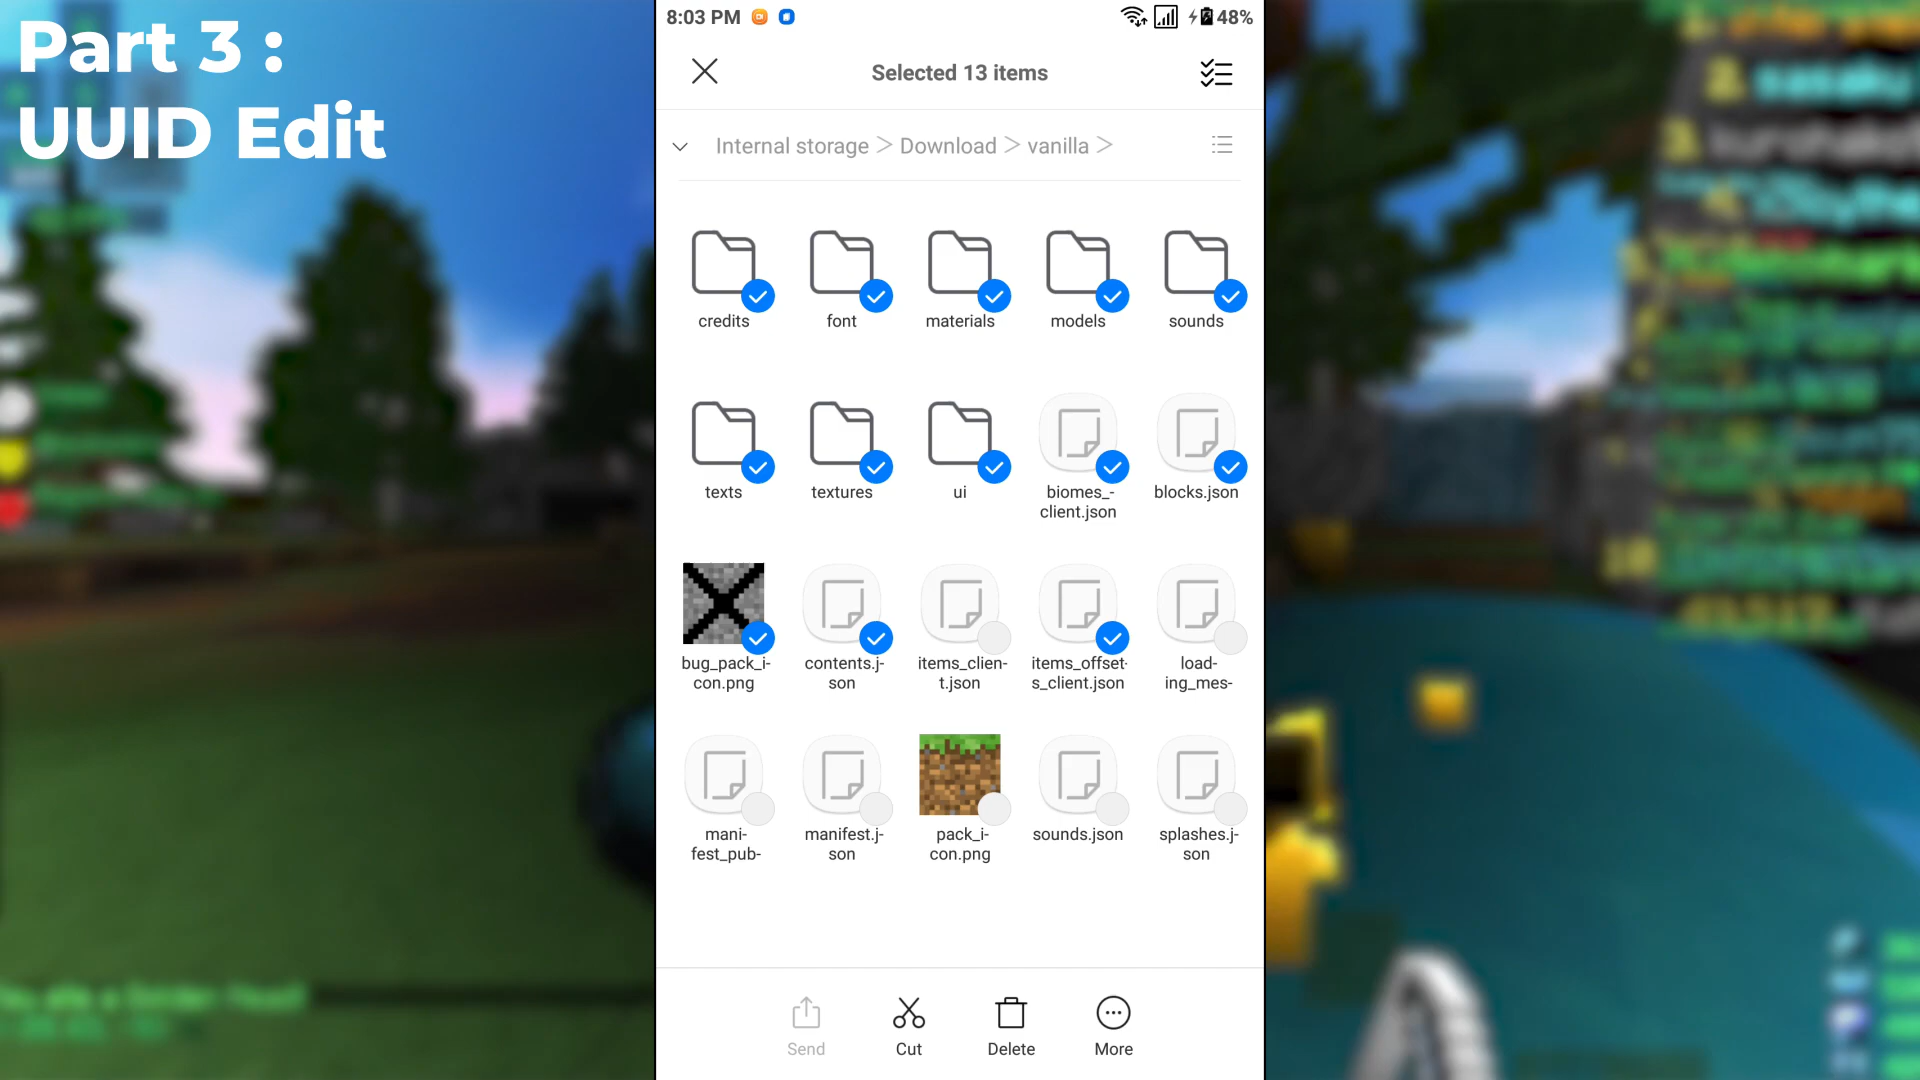 Part 3 :
UUID Edit
8:03 PM
48%
Selected 13 items
Internal storage > Download > vanilla >
credits
font
materials
models
sounds
texts
textures
ui
biomes_-
client.json
blocks.json
bug_pack_i-
con.png
contents.j-
son
items_clien-
t.json
items_offset-
s_client.json
load-
ing_mes-
mani-
fest_pub-
manifest.j-
son
pack_i-
con.png
sounds.json
splashes.j-
son
Send
Cut
Delete
More